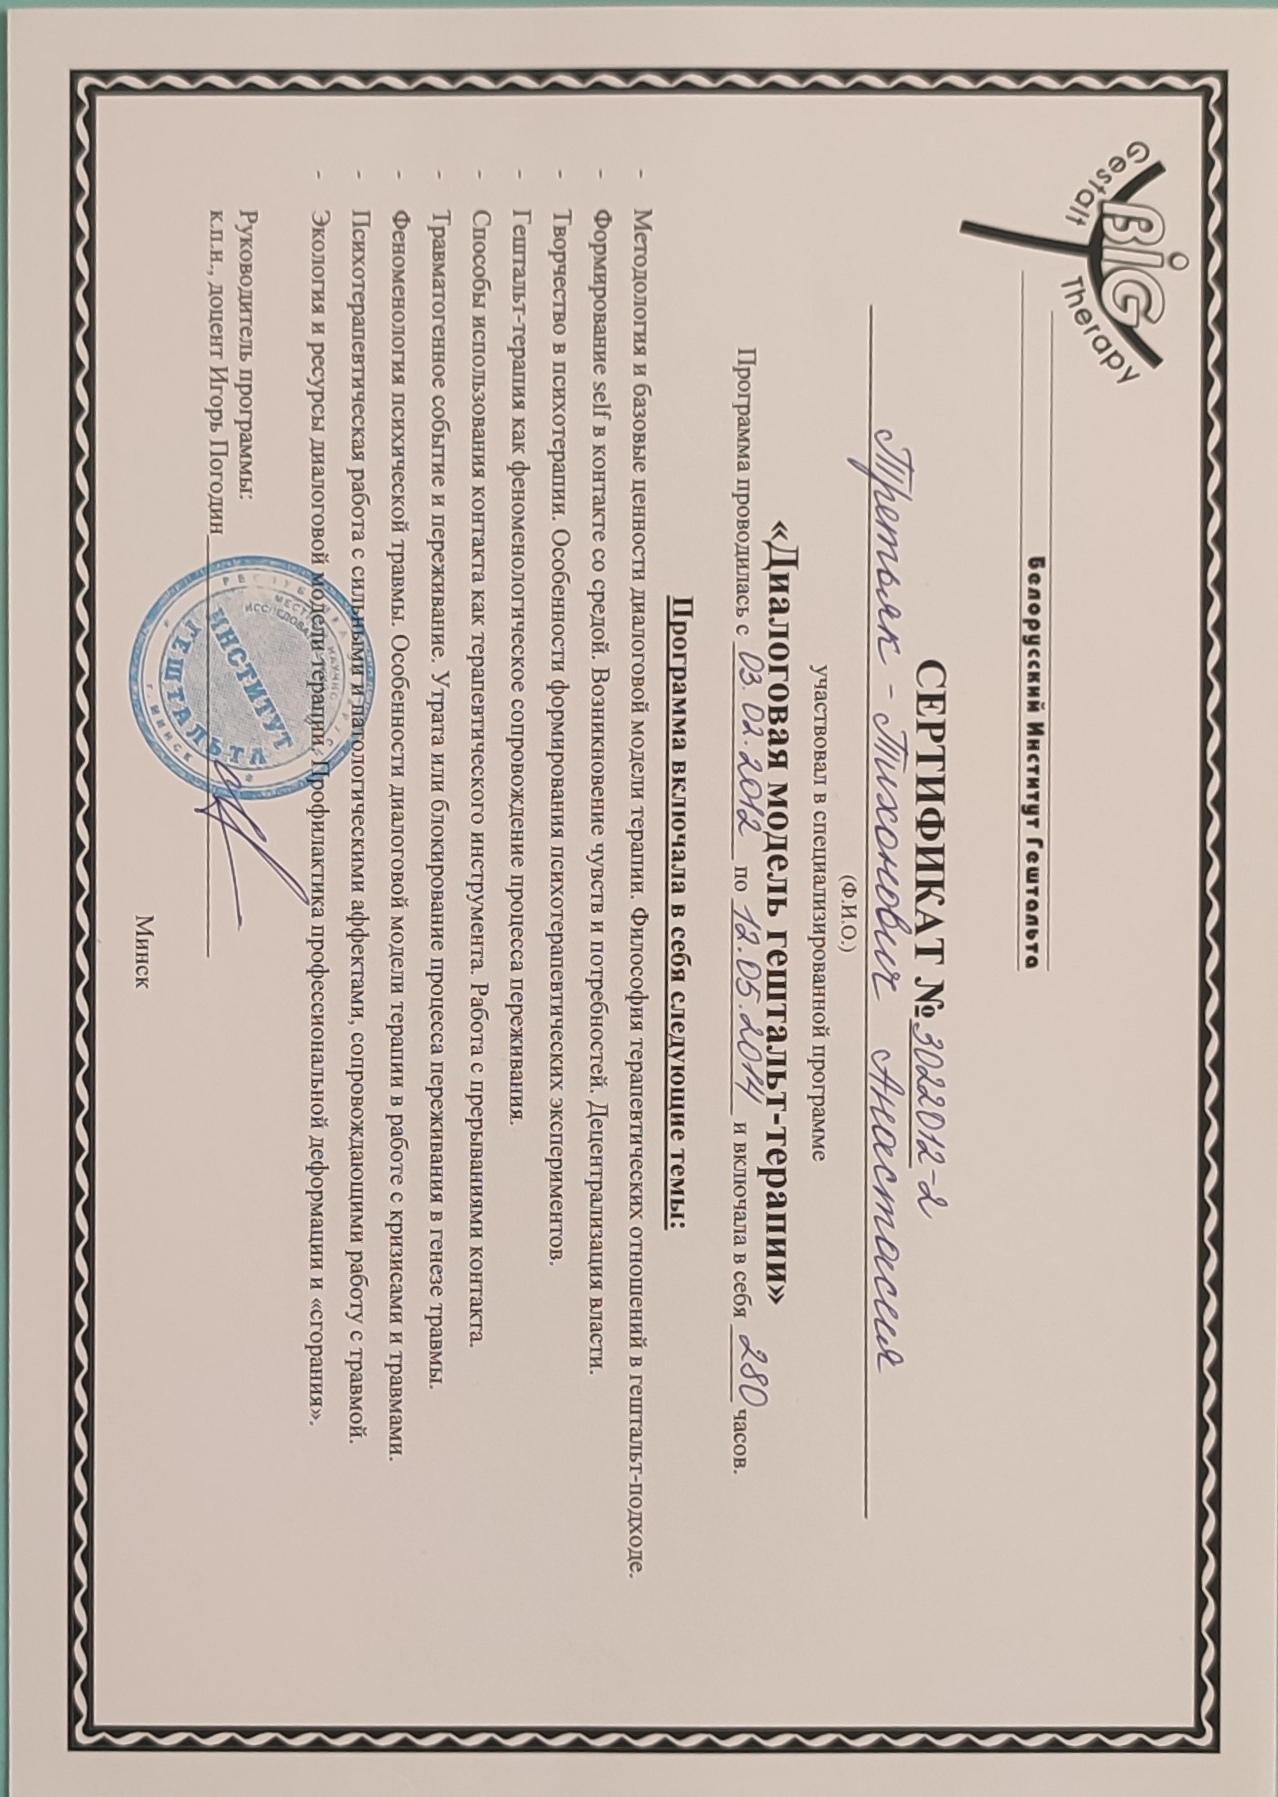 BIG
Gestalt Therapy
Белорусский Институт Гештальта
СЕРТИФИКАТ № 3022012-2
Третьяк - Тихонович Анастасия
(Ф.И.О.)
участвовал в специализированной программе
«Диалоговая модель гештальт-терапии»
Программа проводилась с 03.02.2012 по 12.05.2014 и включала в себя 280 часов.
Программа включала в себя следующие темы:
- Методология и базовые ценности диалоговой модели терапии. Философия терапевтических отношений в гештальт-подходе.
- Формирование self в контакте со средой. Возникновение чувств и потребностей. Децентрализация власти.
- Творчество в психотерапии. Особенности формирования психотерапевтических экспериментов.
- Гештальт-терапия как феноменологическое сопровождение процесса переживания.
- Способы использования контакта как терапевтического инструмента. Работа с прерываниями контакта.
- Травматогенное событие и переживание. Утрата или блокирование процесса переживания в генезе травмы.
- Феноменология психической травмы. Особенности диалоговой модели терапии в работе с кризисами и травмами.
- Психотерапевтическая работа с сильными и патологическими аффектами, сопровождающими работу с травмой.
- Экология и ресурсы диалоговой модели терапии. Профилактика профессиональной деформации и «сгорания».
Руководитель программы:
к.п.н., доцент Игорь Погодин
ИНСТИТУТ
ГЕШТАЛЬТА
Г. МИНСК
Минск